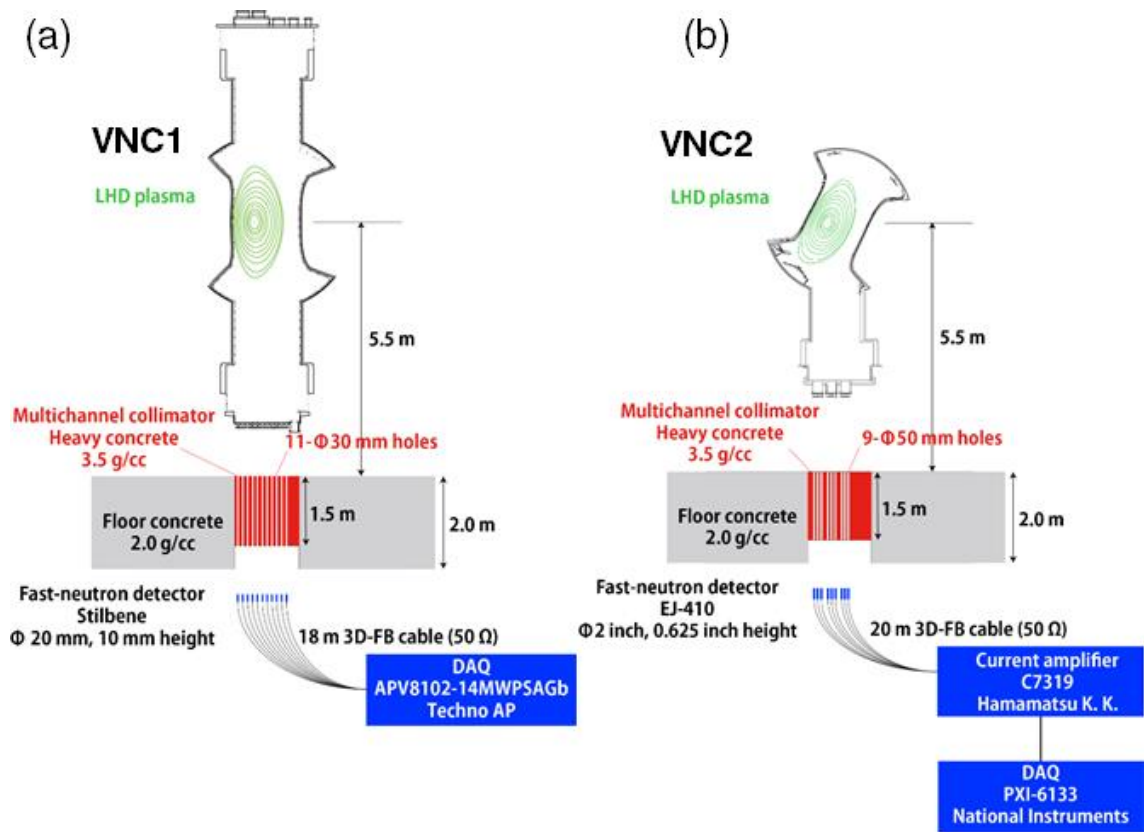 (a)
VNC1
LHD plasma
5.5 m
Multichannel collimator
Heavy concrete
3.5 g/cc
11-Φ30 mm holes
Floor concrete
2.0 g/cc
1.5 m
2.0 m
Fast-neutron detector
Stilbene
Φ 20 mm, 10 mm height
18 m 3D-FB cable (50 Ω)
DAQ
APV8102-14MWPSAGb
Techno AP
(b)
VNC2
LHD plasma
5.5 m
Multichannel collimator
Heavy concrete
3.5 g/cc
9-Φ50 mm holes
Floor concrete
2.0 g/cc
1.5 m
2.0 m
Fast-neutron detector
EJ-410
Φ2 inch, 0.625 inch height
20 m 3D-FB cable (50 Ω)
Current amplifier
C7319
Hamamatsu K. K.
DAQ
PXI-6133
National Instruments